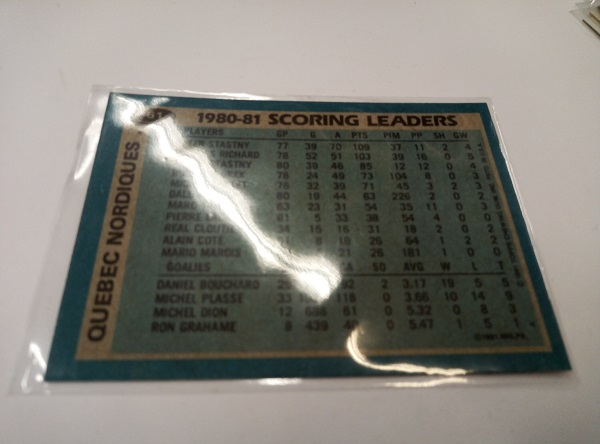 1980-81 SCORING LEADERS
QUEBEC NORDIQUES
PLAYERS GP G A PTS PIM PP SH GW
STASTNY 77 39 70 109 37 11 2 4
RICHARD 78 52 51 103 39 16 0 5
STASTNY 80 39 46 85 12 12 0 4
78 24 49 73 104 8 0 3
76 32 39 71 45 3 2 3
60 19 44 63 226 2 0 2
63 23 31 54 35 11 0 3
PIERRE 61 5 33 38 54 4 0 0
REAL CLOUTIER 34 15 16 31 18 2 0 2
ALAIN COTE 8 18 26 64 1 2 2
MARIO MAROIS 21 26 181 1 0 0
GOALIES GA SO AVG W L T
DANIEL BOUCHARD 29 92 2 3.17 19 5 5
MICHEL PLASSE 33 118 0 3.66 10 14 9
MICHEL DION 12 688 61 0 5.32 0 8 3
RON GRAHAME 8 439 0 5.47 1 5 1